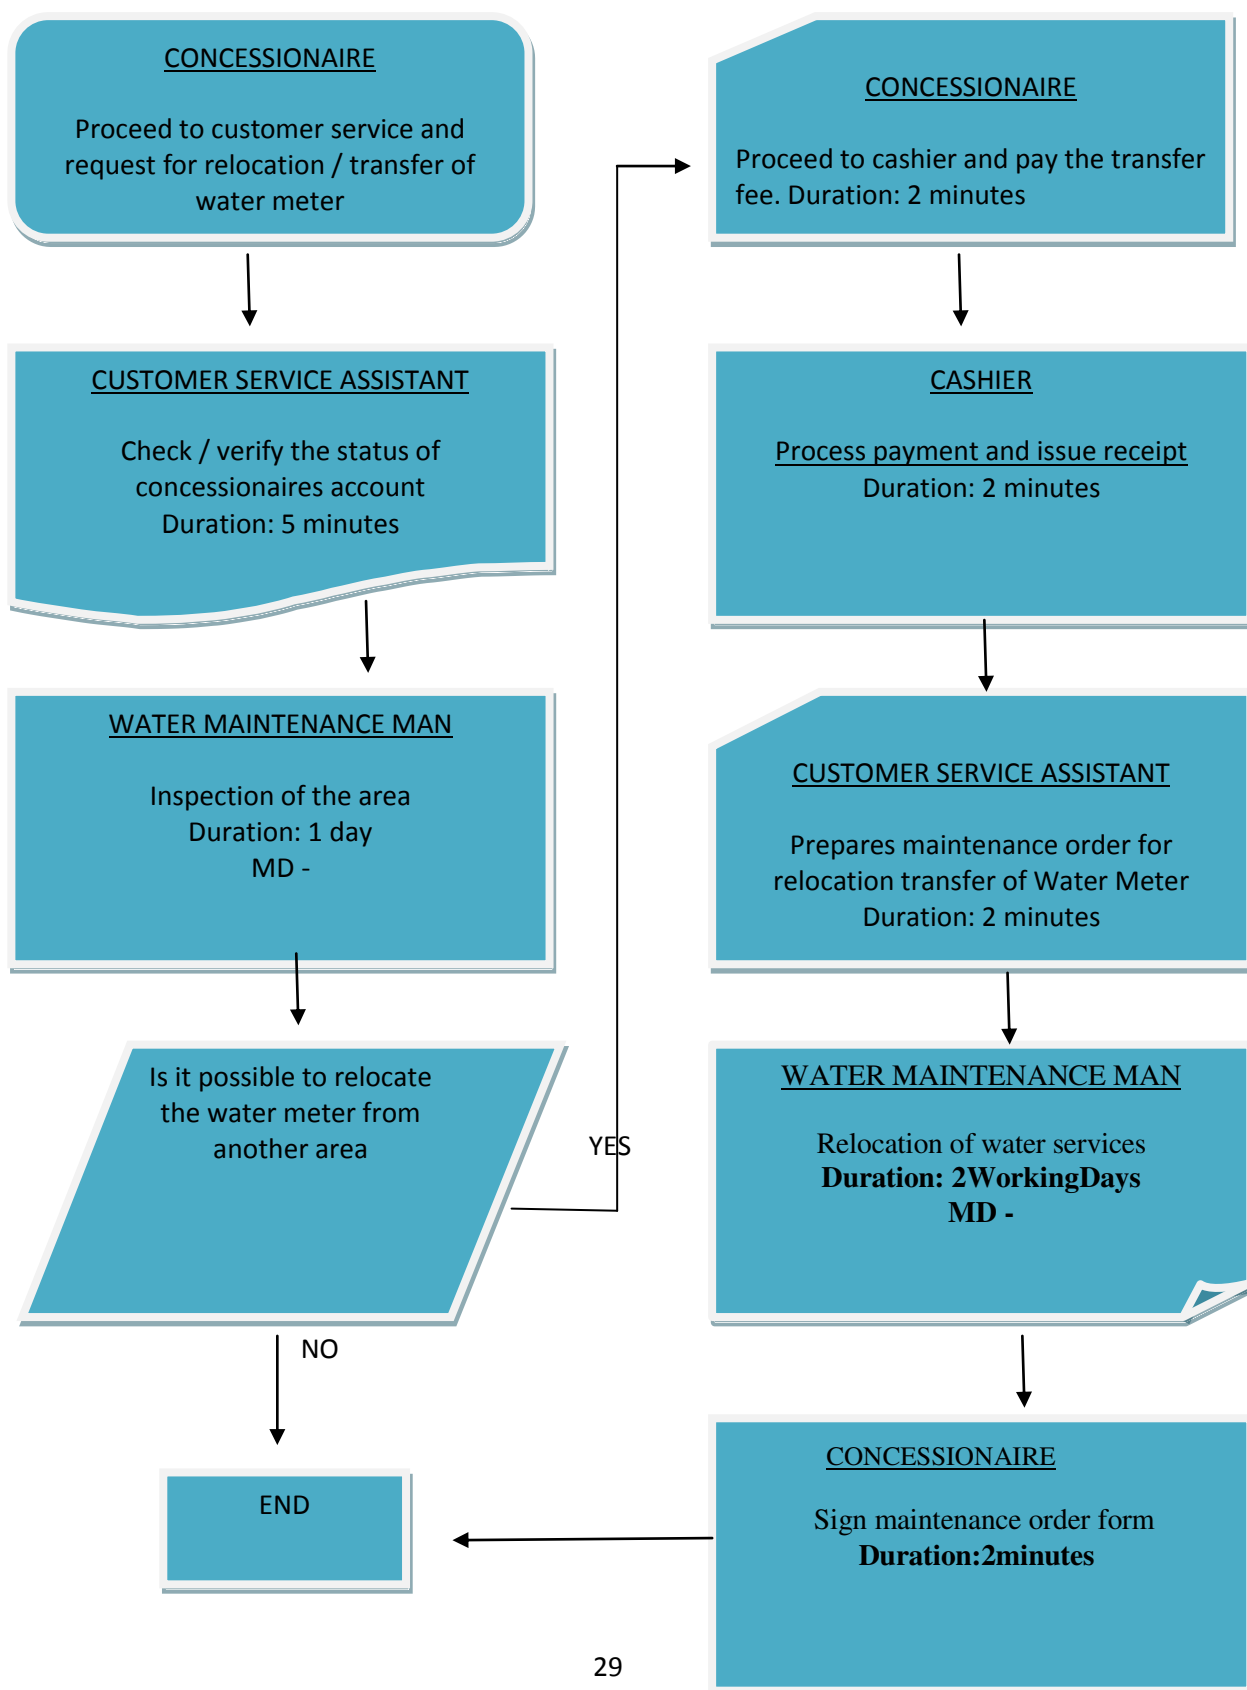 CONCESSIONAIRE
Proceed to customer service and
request for relocation / transfer of
water meter
CUSTOMER SERVICE ASSISTANT
Check / verify the status of
concessionaires account
Duration: 5 minutes
WATER MAINTENANCE MAN
Inspection of the area
Duration: 1 day
MD -
Is it possible to relocate
the water meter from
another area
YES
NO
END
CONCESSIONAIRE
Proceed to cashier and pay the transfer
fee. Duration: 2 minutes
CASHIER
Process payment and issue receipt
Duration: 2 minutes
CUSTOMER SERVICE ASSISTANT
Prepares maintenance order for
relocation transfer of Water Meter
Duration: 2 minutes
WATER MAINTENANCE MAN
Relocation of water services
Duration: 2WorkingDays
MD -
CONCESSIONAIRE
Sign maintenance order form
Duration:2minutes
29